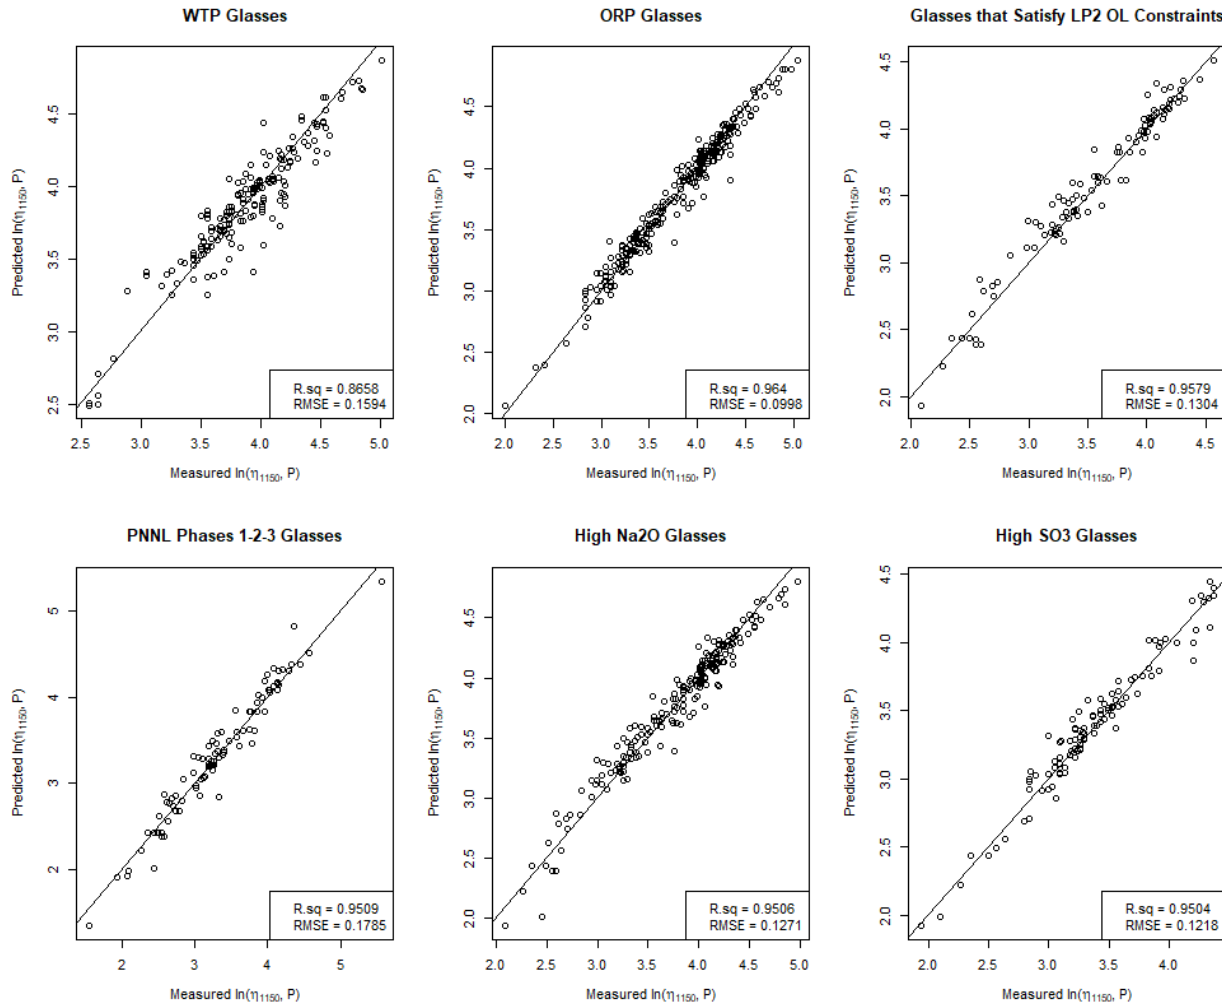 WTP Glasses
Predicted ln(η1150, P)
4.5
4.0
3.5
3.0
2.5
R.sq = 0.8658
RMSE = 0.1594
2.5 3.0 3.5 4.0 4.5 5.0
Measured ln(η1150, P)
ORP Glasses
Predicted ln(η1150, P)
4.5
4.0
3.5
3.0
2.5
2.0
R.sq = 0.964
RMSE = 0.0998
2.0 2.5 3.0 3.5 4.0 4.5 5.0
Measured ln(η1150, P)
Glasses that Satisfy LP2 OL Constraints
Predicted ln(η1150, P)
4.5
4.0
3.5
3.0
2.5
2.0
R.sq = 0.9579
RMSE = 0.1304
2.0 2.5 3.0 3.5 4.0 4.5
Measured ln(η1150, P)
PNNL Phases 1-2-3 Glasses
Predicted ln(η1150, P)
5
4
3
2
R.sq = 0.9509
RMSE = 0.1785
2 3 4 5
Measured ln(η1150, P)
High Na2O Glasses
Predicted ln(η1150, P)
4.5
4.0
3.5
3.0
2.5
2.0
R.sq = 0.9506
RMSE = 0.1271
2.0 2.5 3.0 3.5 4.0 4.5 5.0
Measured ln(η1150, P)
High SO3 Glasses
Predicted ln(η1150, P)
4.5
4.0
3.5
3.0
2.5
2.0
R.sq = 0.9504
RMSE = 0.1218
2.0 2.5 3.0 3.5 4.0
Measured ln(η1150, P)